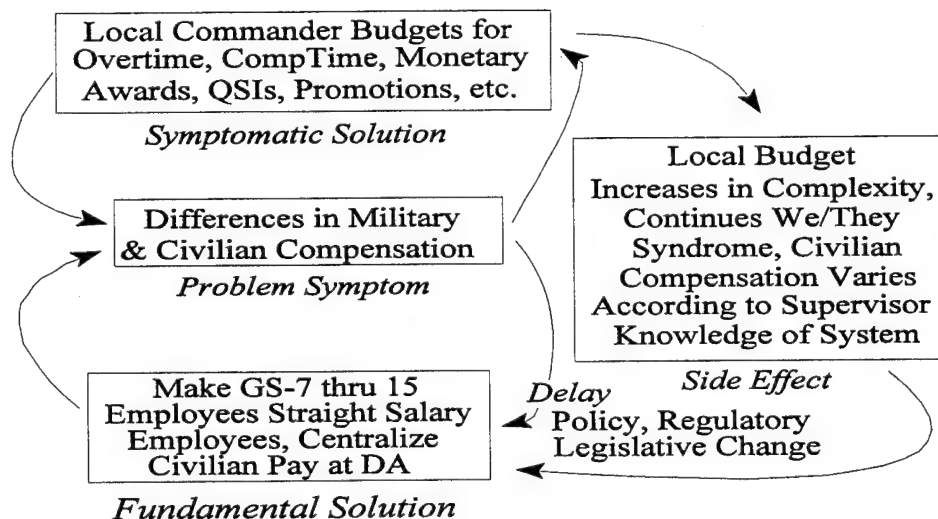 Local Commander Budgets for
Overtime, CompTime, Monetary
Awards, QSIs, Promotions, etc.
Symptomatic Solution
Differences in Military
& Civilian Compensation
Problem Symptom
Local Budget
Increases in Complexity,
Continues We/They
Syndrome, Civilian
Compensation Varies
According to Supervisor
Knowledge of System
Side Effect
Make GS-7 thru 15
Employees Straight Salary
Employees, Centralize
Civilian Pay at DA
Fundamental Solution
Delay
Policy, Regulatory
Legislative Change